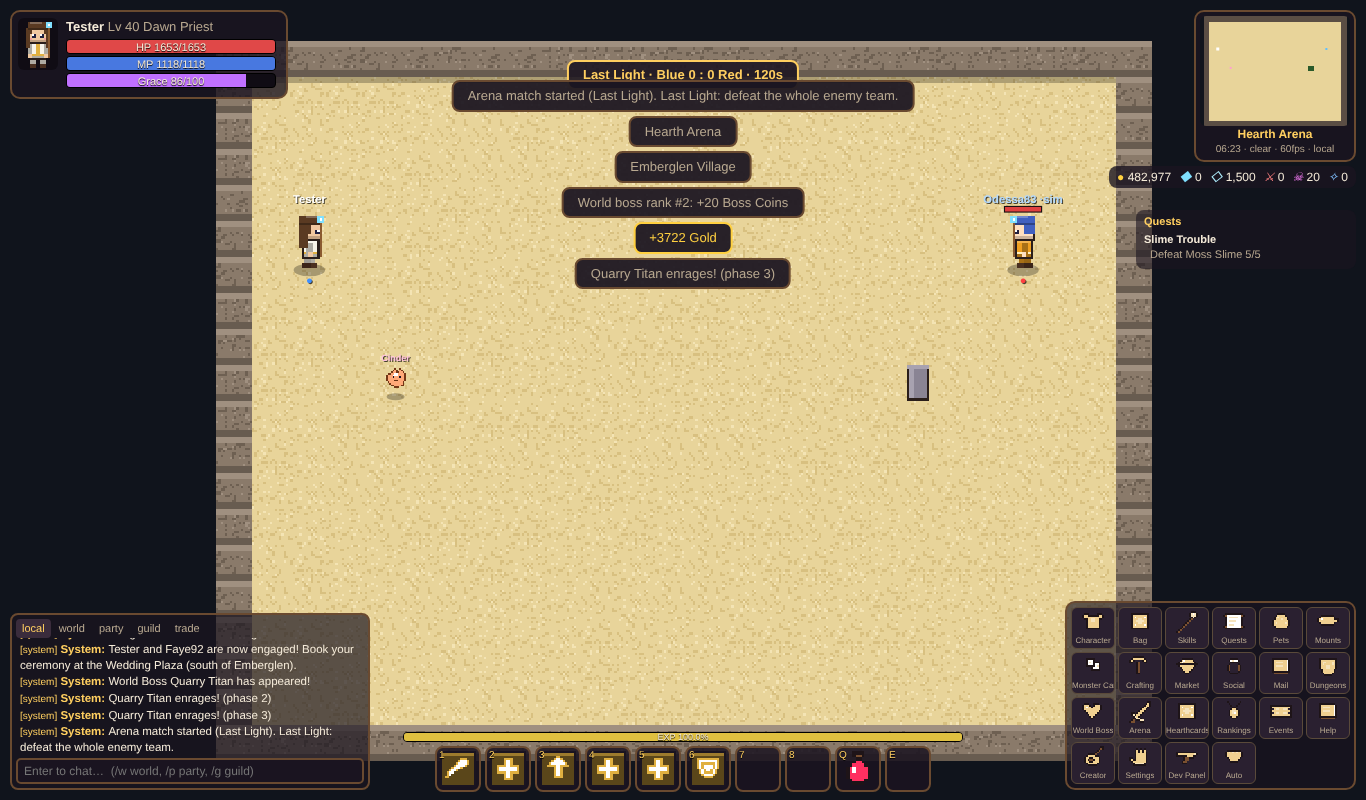 Tester Lv 40 Dawn Priest
HP 1653/1653
MP 1118/1118
Grace 86/100
Last Light · Blue 0 : 0 Red · 120s
Arena match started (Last Light). Last Light: defeat the whole enemy team.
Hearth Arena
Emberglen Village
World boss rank #2: +20 Boss Coins
+3722 Gold
Quarry Titan enrages! (phase 3)
Hearth Arena
06:23 · clear · 60fps · local
482,977 0 1,500 0 20 0
Quests
Slime Trouble
Defeat Moss Slime 5/5
Tester
Odessa83 ·sim
Cinder
local world party guild trade
[system] System: Tester and Faye92 are now engaged! Book your
ceremony at the Wedding Plaza (south of Emberglen).
[system] System: World Boss Quarry Titan has appeared!
[system] System: Quarry Titan enrages! (phase 2)
[system] System: Quarry Titan enrages! (phase 3)
[system] System: Arena match started (Last Light). Last Light:
defeat the whole enemy team.
Enter to chat… (/w world, /p party, /g guild)
EXP 100.0%
1 2 3 4 5 6 7 8 Q E
Character Bag Skills Quests Pets Mounts
Monster Ca Crafting Market Social Mail Dungeons
World Boss Arena Hearthcards Rankings Events Help
Creator Settings Dev Panel Auto